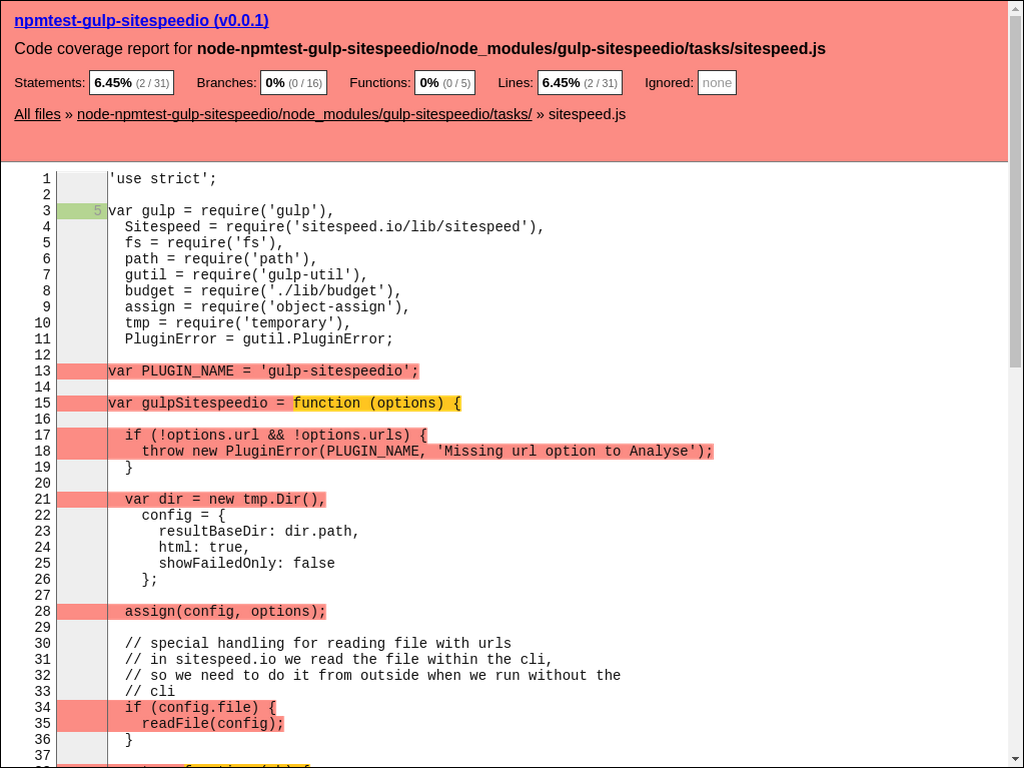 npmtest-gulp-sitespeedio (v0.0.1)
Code coverage report for node-npmtest-gulp-sitespeedio/node_modules/gulp-sitespeedio/tasks/sitespeed.js
Statements: 6.45% (2 / 31) Branches: 0% (0 / 16) Functions: 0% (0 / 5) Lines: 6.45% (2 / 31) Ignored: none
All files » node-npmtest-gulp-sitespeedio/node_modules/gulp-sitespeedio/tasks/ » sitespeed.js
1 'use strict';
2
3 5 var gulp = require('gulp'),
4 Sitespeed = require('sitespeed.io/lib/sitespeed'),
5 fs = require('fs'),
6 path = require('path'),
7 gutil = require('gulp-util'),
8 budget = require('./lib/budget'),
9 assign = require('object-assign'),
10 tmp = require('temporary'),
11 PluginError = gutil.PluginError;
12
13 var PLUGIN_NAME = 'gulp-sitespeedio';
14
15 var gulpSitespeedio = function (options) {
16
17 if (!options.url && !options.urls) {
18 throw new PluginError(PLUGIN_NAME, 'Missing url option to Analyse');
19 }
20
21 var dir = new tmp.Dir(),
22 config = {
23 resultBaseDir: dir.path,
24 html: true,
25 showFailedOnly: false
26 };
27
28 assign(config, options);
29
30 // special handling for reading file with urls
31 // in sitespeed.io we read the file within the cli,
32 // so we need to do it from outside when we run without the
33 // cli
34 if (config.file) {
35 readFile(config);
36 }
37